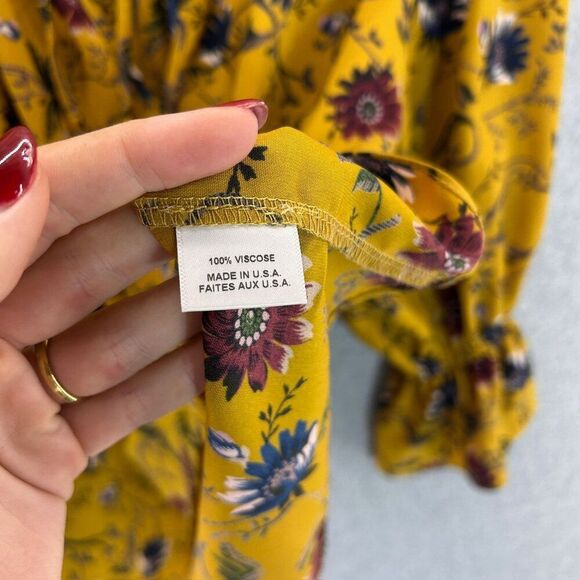 100% VISCOSE
MADE IN U.S.A.
FAITES AUX U.S.A.